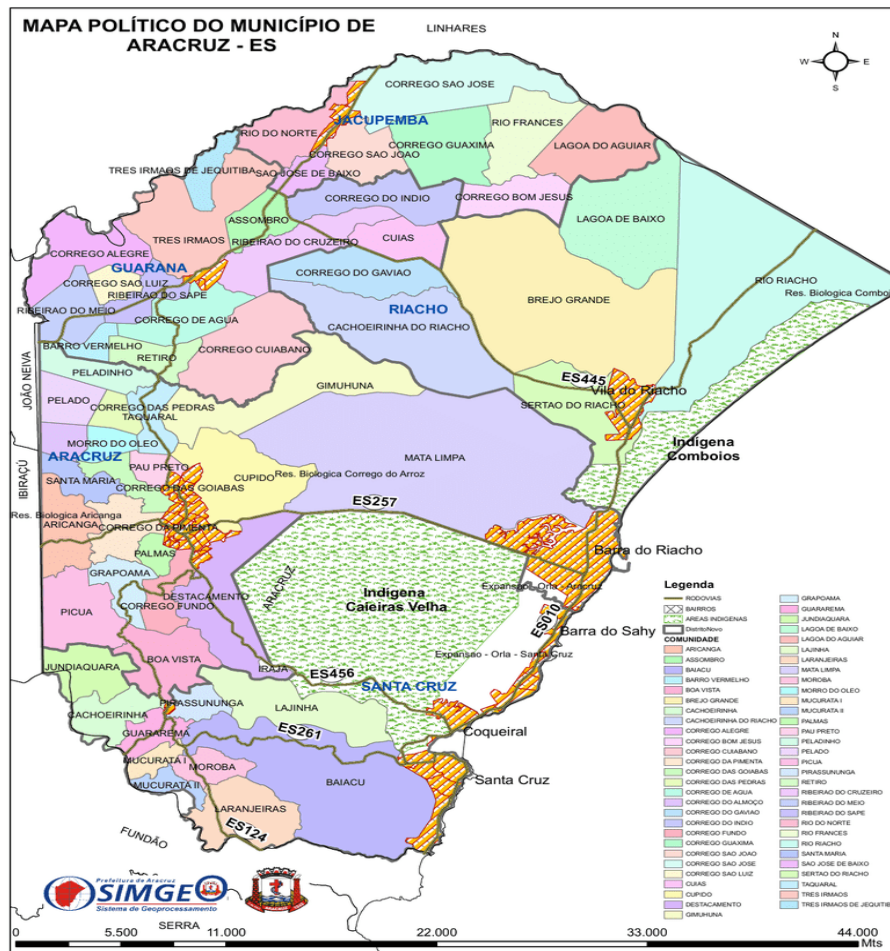 MAPA POLÍTICO DO MUNICÍPIO DE
ARACRUZ - ES
LINHARES
N
W
E
S
CORREGO SAO JOSE
JACUPEMBA
RIO DO NORTE
RIO FRANCES
CORREGO GUAXIMA
LAGOA DO AGUIAR
CORREGO SAO JOAO
TRES IRMAOS DE JEQUITIBA
SAO JOSE DE BAIXO
CORREGO DO INDIO
CORREGO BOM JESUS
ASSOMBRO
LAGOA DE BAIXO
TRES IRMAOS
RIBEIRAO DO CRUZEIRO
CUIAS
CORREGO ALEGRE
GUARANA
CORREGO DO GAVIAO
RIO RIACHO
CORREGO SAO LUIZ
RIBEIRAO DO SAPE
Res. Biologica Comboi
BREJO GRANDE
RIBEIRAO DO MEIO
RIACHO
CORREGO DE AGUA
CACHOEIRINHA DO RIACHO
BARRO VERMELHO
CORREGO CUIABANO
RETIRO
JOÃO NEIVA
PELADINHO
ES445
GIMUHUNA
Vila do Riacho
PELADO
CORREGO DAS PEDRAS
SERTAO DO RIACHO
TAQUARAL
MORRO DO OLEO
Indígena
Comboios
ARACRUZ
MATA LIMPA
PAU PRETO
IBIRAÇÚ
CUPIDO
Res. Biologica Corrego do Arroz
SANTA MARIA
CORREGO DAS GOIABAS
ES257
Res. Biologica Aricanga
ARICANGA
CORREGO DA PIMENTA
Barra do Riacho
PALMAS
GRAPOAMA
Expansao - Orla - Aracruz
ARACRUZ
Indígena
Caieiras Velha
DESTACAMENTO
PICUA
CORREGO FUNDO
ES010
Barra do Sahy
BOA VISTA
Expansao - Orla - Santa Cruz
JUNDIAQUARA
IRAJA
ES456
SANTA CRUZ
PIRASSUNUNGA
LAJINHA
CACHOEIRINHA
ES261
Coqueiral
GUARAREMA
MUCURATA I
MOROBA
Santa Cruz
BAIACU
MUCURATA II
LARANJEIRAS
ES124
FUNDÃO
Legenda
RODOVIAS
BAIRROS
AREAS INDIGENAS
DistritoNovo
COMUNIDADE
ARICANGA
ASSOMBRO
BAIACU
BARRO VERMELHO
BOA VISTA
BREJO GRANDE
CACHOEIRINHA
CACHOEIRINHA DO RIACHO
CORREGO ALEGRE
CORREGO BOM JESUS
CORREGO CUIABANO
CORREGO DA PIMENTA
CORREGO DAS GOIABAS
CORREGO DAS PEDRAS
CORREGO DE AGUA
CORREGO DO ALMOÇO
CORREGO DO GAVIAO
CORREGO DO INDIO
CORREGO FUNDO
CORREGO GUAXIMA
CORREGO SAO JOAO
CORREGO SAO JOSE
CORREGO SAO LUIZ
CUIAS
CUPIDO
DESTACAMENTO
GIMUHUNA
GRAPOAMA
GUARAREMA
JUNDIAQUARA
LAGOA DE BAIXO
LAGOA DO AGUIAR
LAJINHA
LARANJEIRAS
MATA LIMPA
MOROBA
MORRO DO OLEO
MUCURATA I
MUCURATA II
PALMAS
PAU PRETO
PELADINHO
PELADO
PICUA
PIRASSUNUNGA
RETIRO
RIBEIRAO DO CRUZEIRO
RIBEIRAO DO MEIO
RIBEIRAO DO SAPE
RIO DO NORTE
RIO FRANCES
RIO RIACHO
SANTA MARIA
SAO JOSE DE BAIXO
SERTAO DO RIACHO
TAQUARAL
TRES IRMAOS
TRES IRMAOS DE JEQUITIE
Prefeitura de Aracruz
SIMGEO
Sistema de Geoprocessamento
SERRA
0 5.500 11.000 22.000 33.000 44.000
Mts